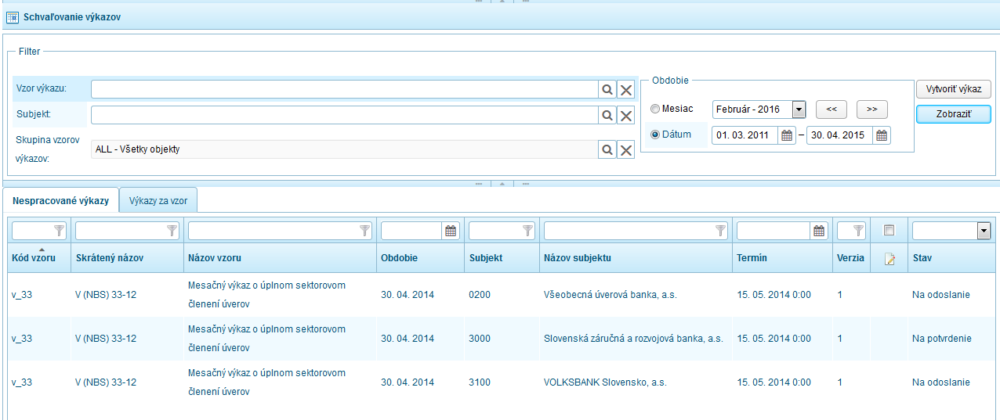 Schvaľovanie výkazov
Filter
Vzor výkazu:
Subjekt:
Skupina vzorov
výkazov:
ALL - Všetky objekty
Obdobie
Mesiac
Február - 2016
<<
>>
Dátum
01. 03. 2011
–
30. 04. 2015
Vytvoriť výkaz
Zobraziť
Nespracované výkazy
Výkazy za vzor
Kód vzoru Skrátený názov Názov vzoru Obdobie Subjekt Názov subjektu Termín Verzia Stav
v_33 V (NBS) 33-12 Mesačný výkaz o úplnom sektorovom
členení úverov 30. 04. 2014 0200 Všeobecná úverová banka, a.s. 15. 05. 2014 0:00 1 Na odoslanie
v_33 V (NBS) 33-12 Mesačný výkaz o úplnom sektorovom
členení úverov 30. 04. 2014 3000 Slovenská záručná a rozvojová banka, a.s. 15. 05. 2014 0:00 1 Na potvrdenie
v_33 V (NBS) 33-12 Mesačný výkaz o úplnom sektorovom
členení úverov 30. 04. 2014 3100 VOLKSBANK Slovensko, a.s. 15. 05. 2014 0:00 1 Na odoslanie